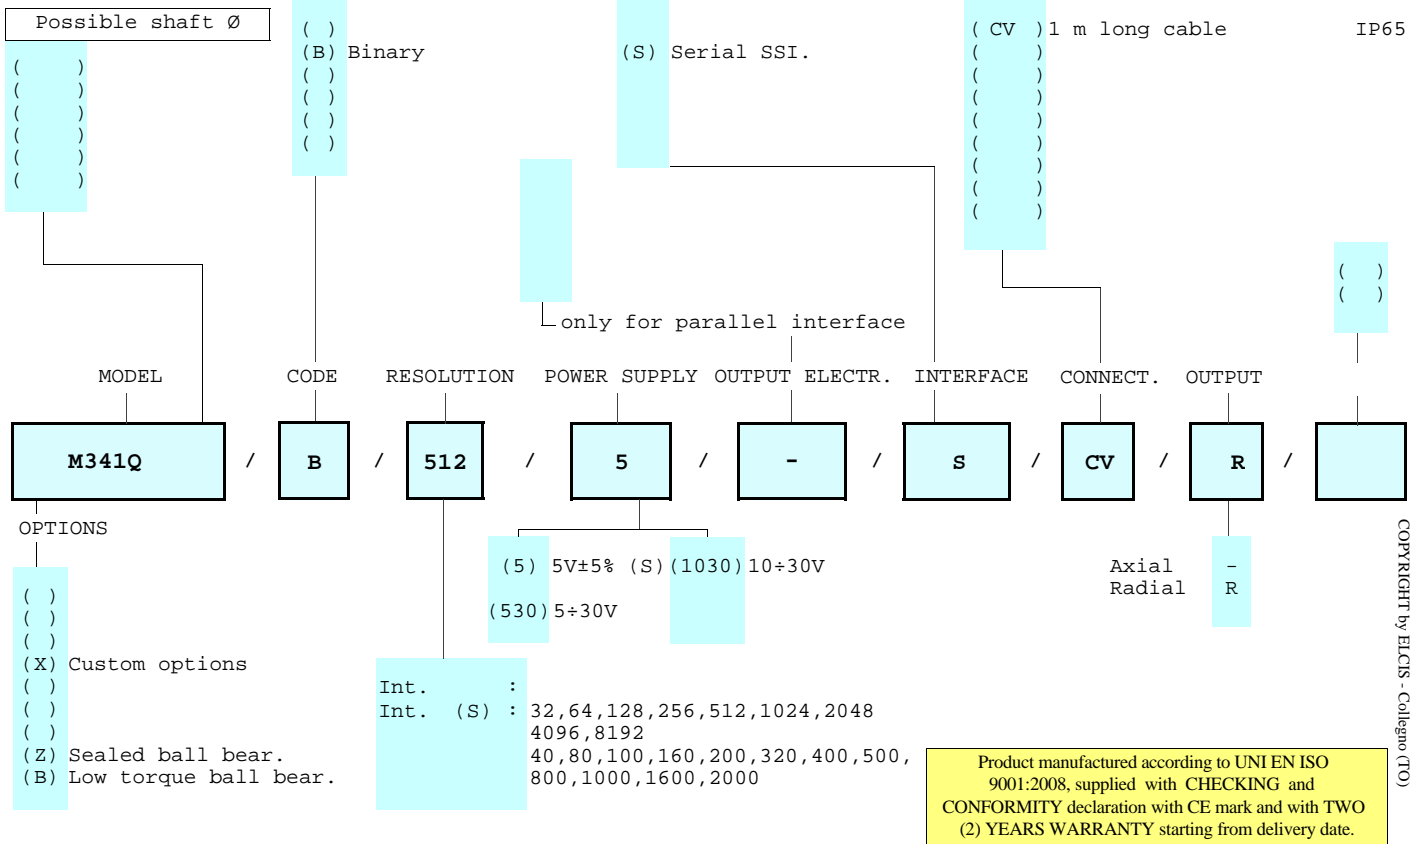 Possible shaft Ø
(      )
(      )
(      )
(      )
(      )
(      )
(  )
(B) Binary
(  )
(  )
(  )
(  )
(S) Serial SSI.
( CV  ) 1 m long cable
(      )
(      )
(      )
(      )
(      )
(      )
(      )
(      )
IP65
(   )
(   )
only for parallel interface
MODEL CODE RESOLUTION POWER SUPPLY OUTPUT ELECTR. INTERFACE CONNECT. OUTPUT
M341Q / B / 512 / 5 / - / S / CV / R /
OPTIONS
(  )
(  )
(  )
(X) Custom options
(  )
(  )
(  )
(Z) Sealed ball bear.
(B) Low torque ball bear.
(5) 5V±5% (S) (1030) 10÷30V
(530) 5÷30V
Int.      :
Int.  (S) : 32,64,128,256,512,1024,2048
4096,8192
40,80,100,160,200,320,400,500,
800,1000,1600,2000
Axial -
Radial R
Product manufactured according to UNI EN ISO
9001:2008, supplied with CHECKING and
CONFORMITY declaration with CE mark and with TWO
(2) YEARS WARRANTY starting from delivery date.
COPYRIGHT by ELCIS - Collegno (TO)